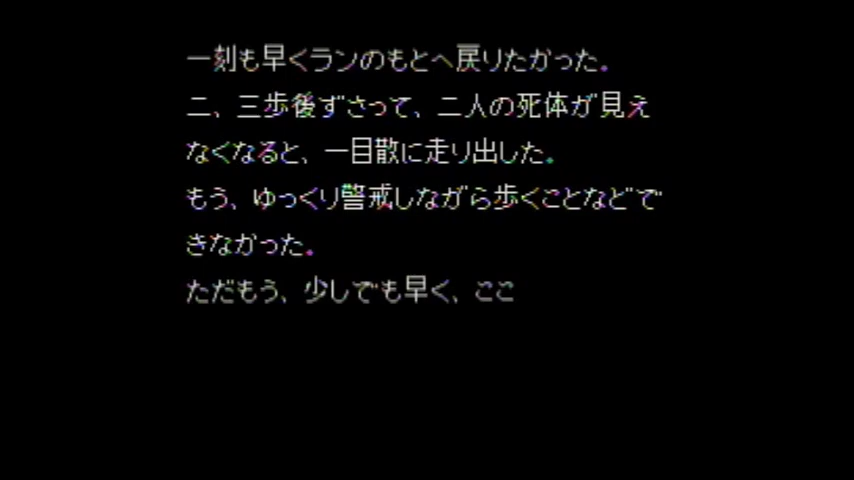 一刻も早くランのもとへ戻りたかった。
二、三歩後ずさって、二人の死体が見え
なくなると、一目散に走り出した。
もう、ゆっくり警戒しながら歩くことなどで
きなかった。
ただもう、少しでも早く、ここ